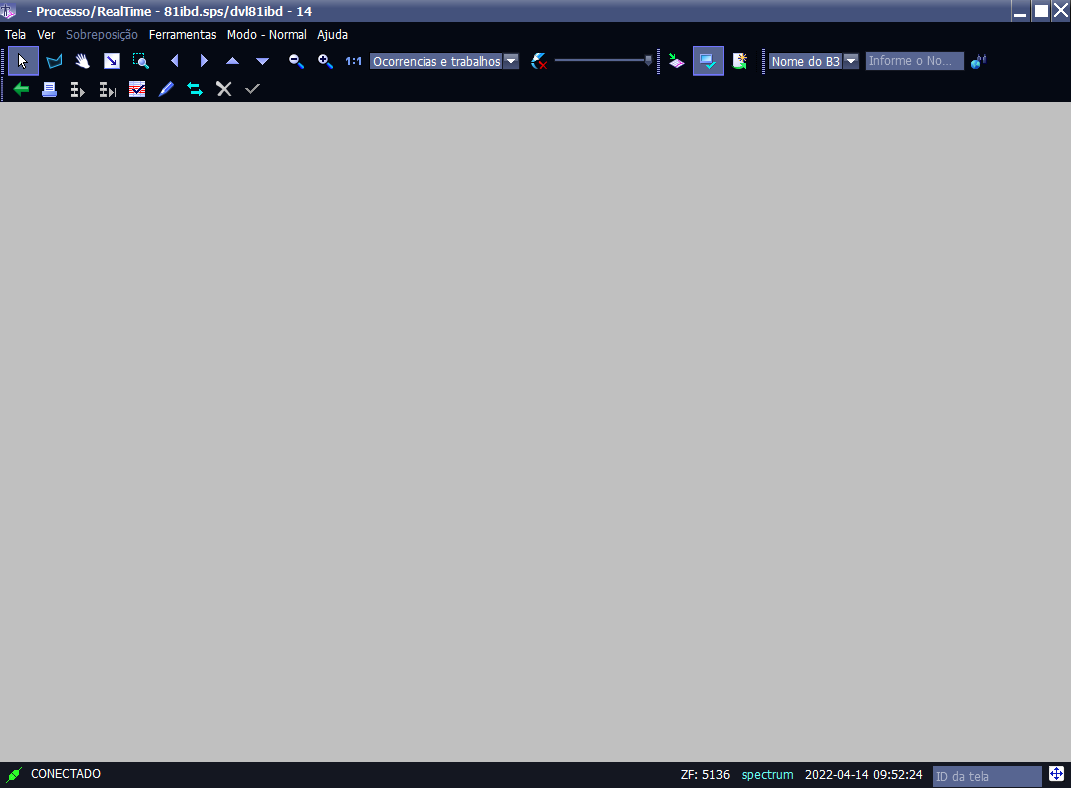 - Processo/RealTime - 81ibd.sps/dvl81ibd - 14
Tela Ver Sobreposição Ferramentas Modo - Normal Ajuda
1:1 Ocorrencias e trabalhos Nome do B3 Informe o No...
CONECTADO ZF: 5136 spectrum 2022-04-14 09:52:24 ID da tela